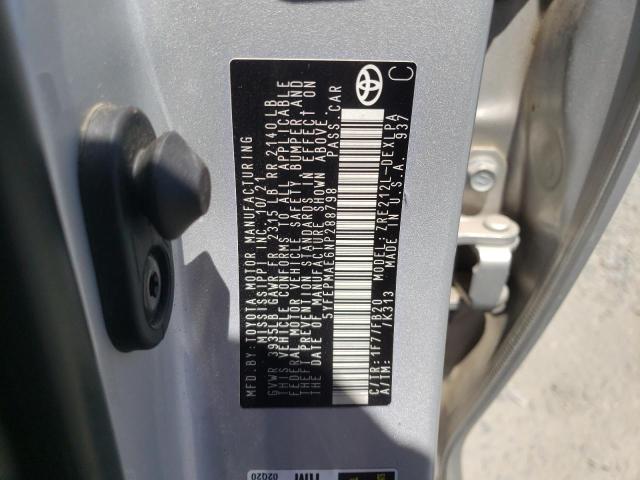 MFD. BY: TOYOTA MOTOR MANUFACTURING
MISSISSIPPI INC. 10/21
GVWR 3935LB GAWR FR 2315 LB RR 2140 LB
THIS VEHICLE CONFORMS TO ALL APPLICABLE
FEDERAL MOTOR VEHICLE SAFETY, BUMPER, AND
THEFT PREVENTION STANDARDS IN EFFECT ON
THE DATE OF MANUFACTURE SHOWN ABOVE.
5YFEPMAE6NP288798 PASS. CAR
C
C/TR: 1F7/FB20 MODEL: ZRE212L-DEXLPA
A/TM: /K313 MADE IN U.S.A. 937
02Q20